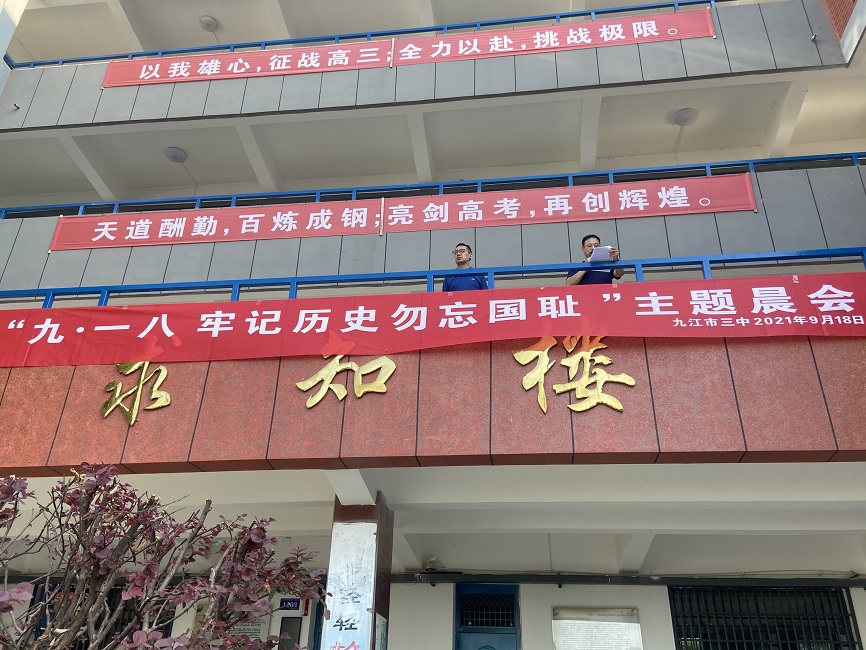 以我雄心，征战高三；全力以赴，挑战极限。
天道酬勤，百炼成钢；亮剑高考，再创辉煌。
“九·一八 牢记历史勿忘国耻”主题晨会
九江市三中2021年9月18日
求知楼